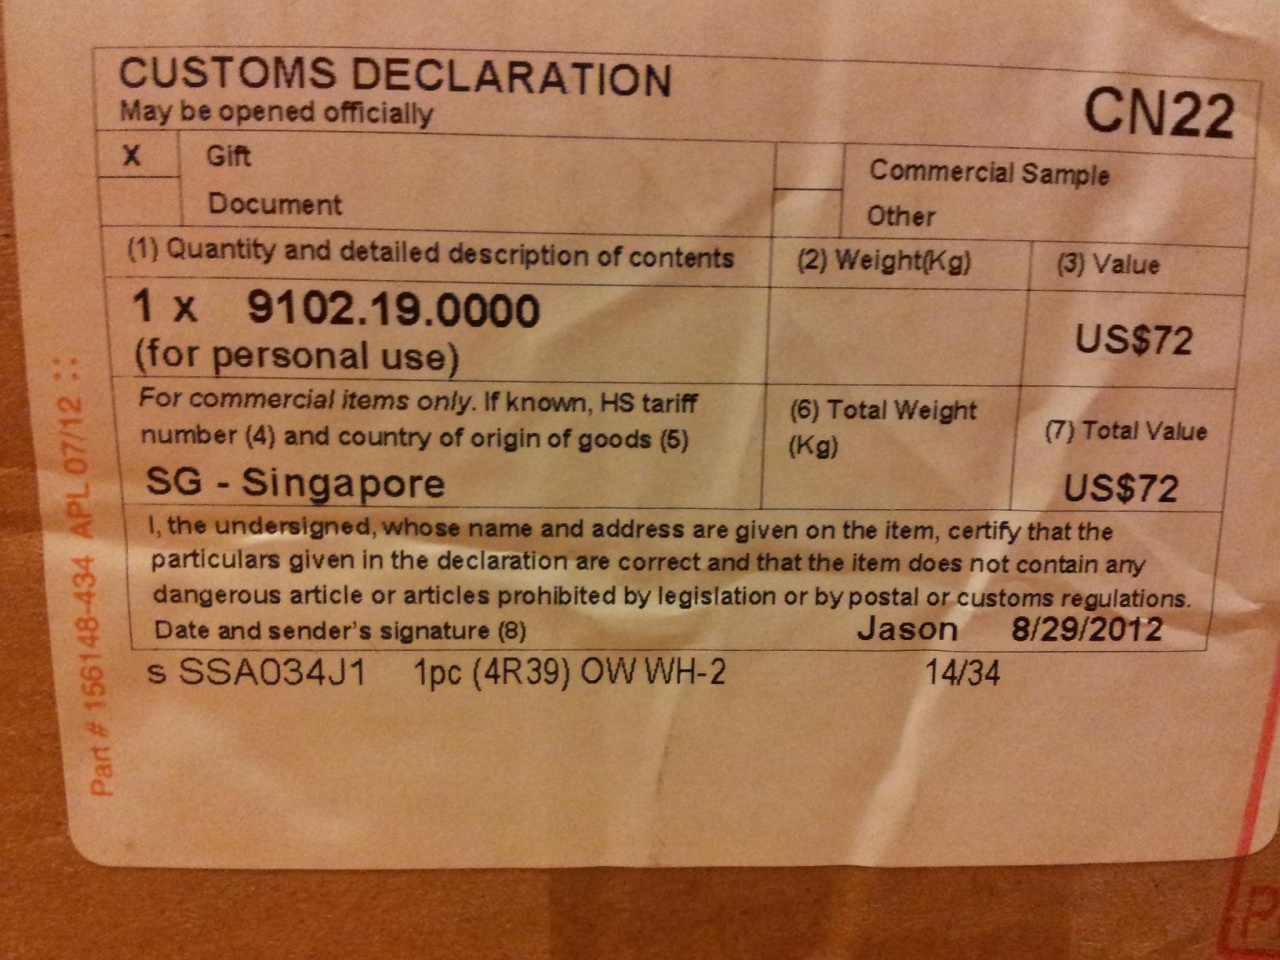 CUSTOMS DECLARATION
May be opened officially
CN22
X Gift
Document
Commercial Sample
Other
(1) Quantity and detailed description of contents
(2) Weight(Kg)
(3) Value
1 x 9102.19.0000
(for personal use)
US$72
For commercial items only. If known, HS tariff
number (4) and country of origin of goods (5)
SG - Singapore
(6) Total Weight
(Kg)
(7) Total Value
US$72
I, the undersigned, whose name and address are given on the item, certify that the
particulars given in the declaration are correct and that the item does not contain any
dangerous article or articles prohibited by legislation or by postal or customs regulations.
Date and sender's signature (8) Jason 8/29/2012
s SSA034J1 1pc (4R39) OW WH-2 14/34
Part # 156148-434 APL 07/12 ::